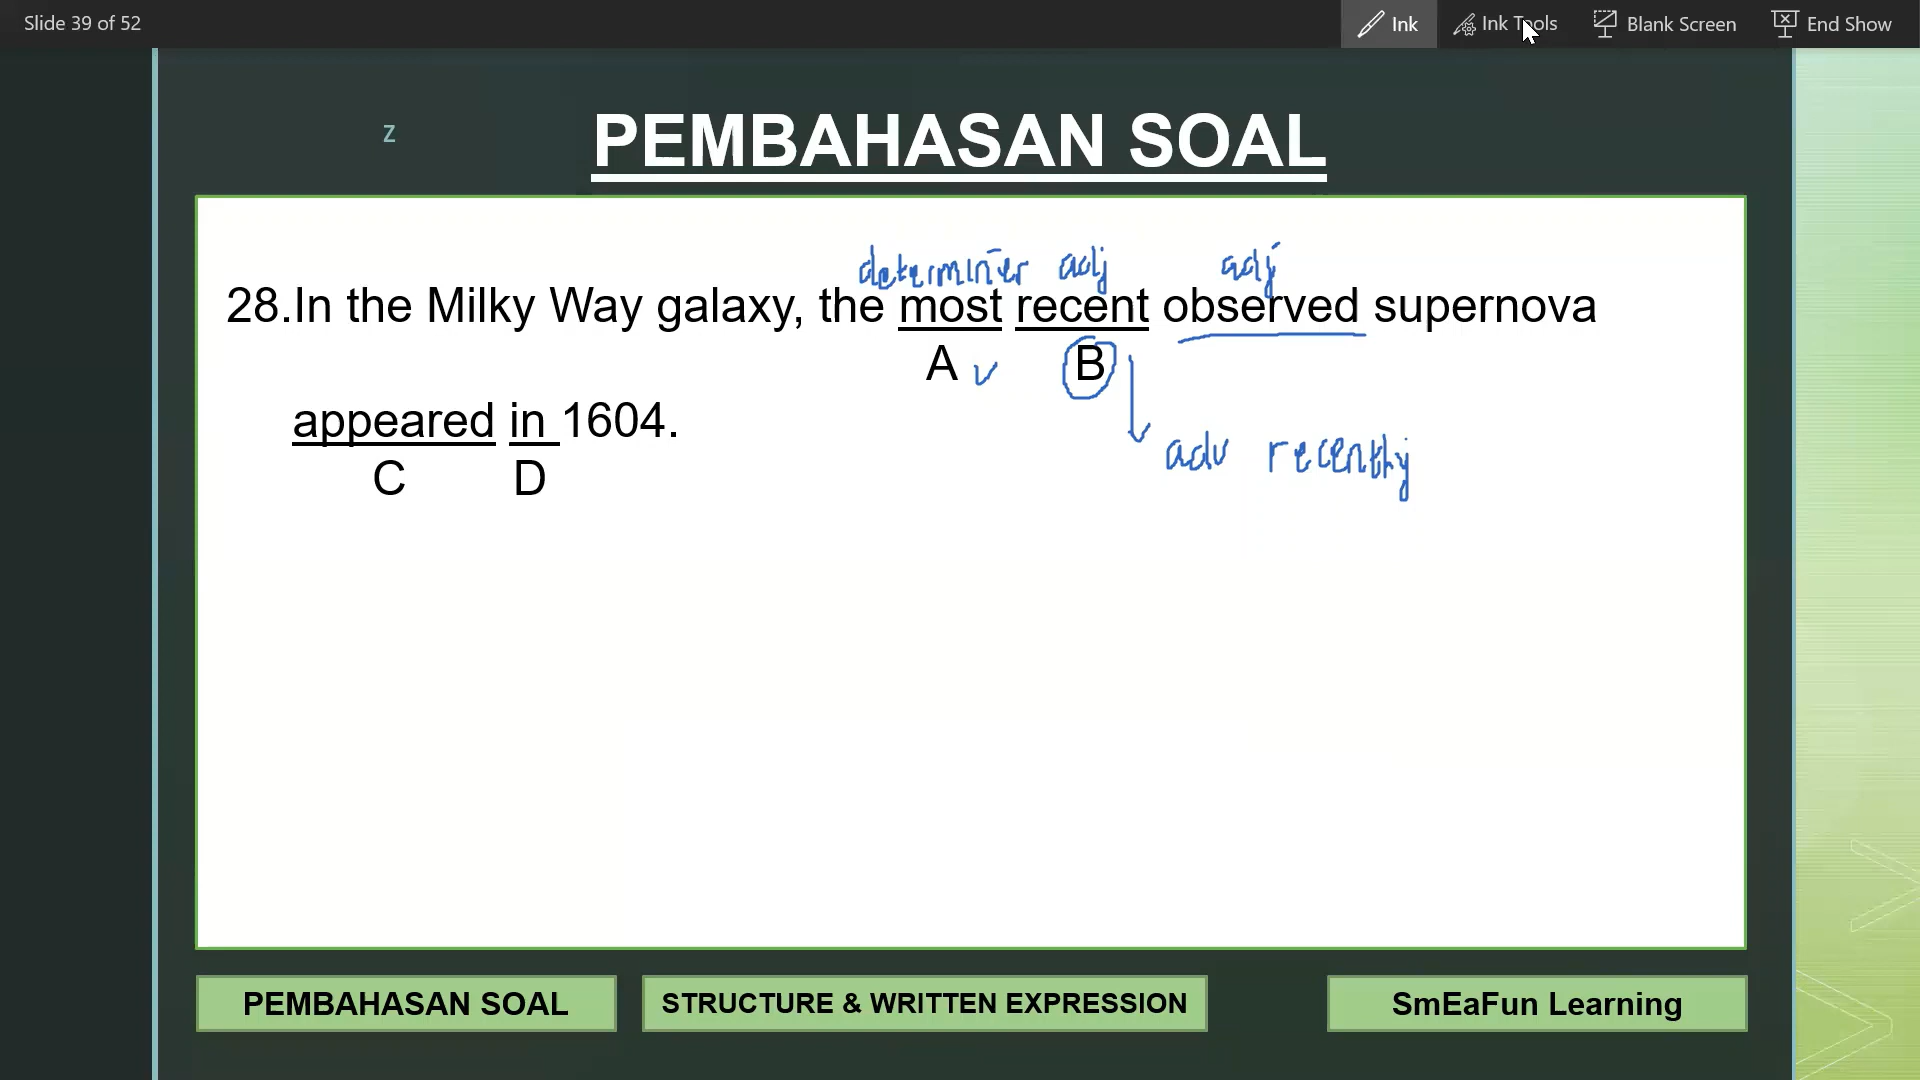 Slide 39 of 52
Ink
Ink Tools
Blank Screen
End Show
z
PEMBAHASAN SOAL
determiner adj adj
28.In the Milky Way galaxy, the most recent observed supernova
A v B
appeared in 1604.
adv recently
C D
PEMBAHASAN SOAL
STRUCTURE & WRITTEN EXPRESSION
SmEaFun Learning